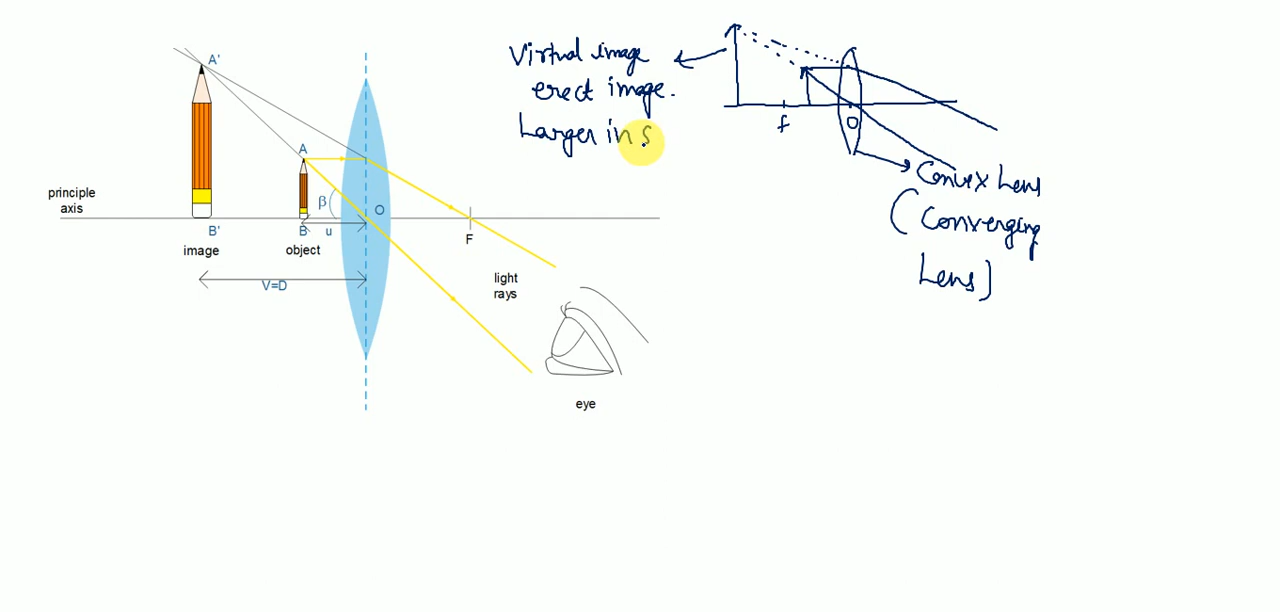 A'
A
principle
axis
β
O
B'
B
u
F
image
object
V=D
light
rays
eye
Virtual image
erect image.
Larger in S
f
O
Convex Lens
(Converging
Lens)